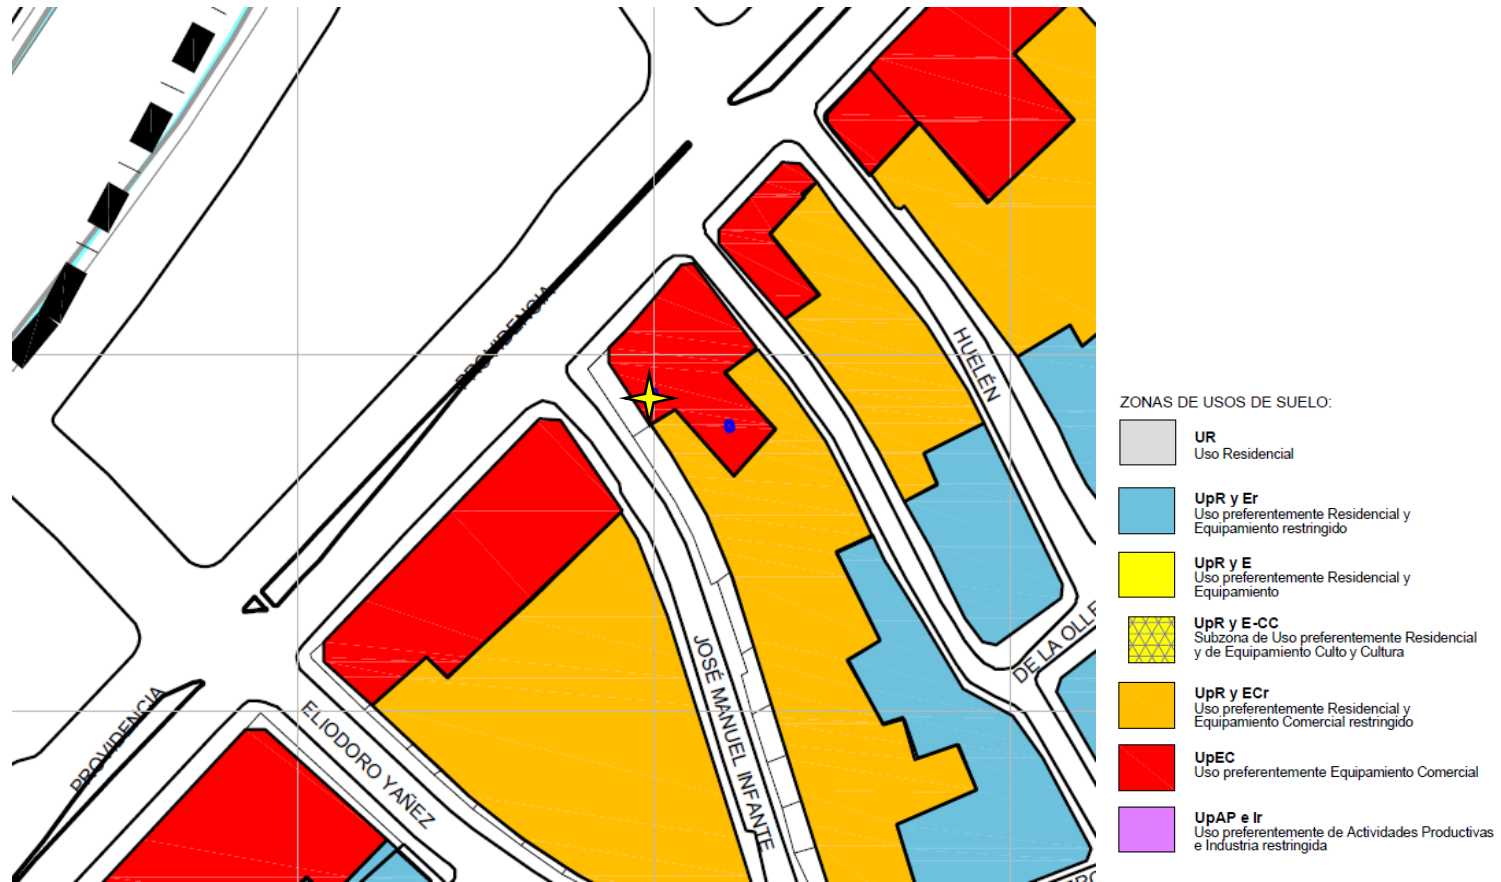 PROVIDENCIA
HUELÉN
JOSÉ MANUEL INFANTE
DE LA OLLE
ELIODORO YAÑEZ
PROVIDENCIA
ZONAS DE USOS DE SUELO:
UR
Uso Residencial
UpR y Er
Uso preferentemente Residencial y
Equipamiento restringido
UpR y E
Uso preferentemente Residencial y
Equipamiento
UpR y E-CC
Subzona de Uso preferentemente Residencial
y de Equipamiento Culto y Cultura
UpR y ECr
Uso preferentemente Residencial y
Equipamiento Comercial restringido
UpEC
Uso preferentemente Equipamiento Comercial
UpAP e Ir
Uso preferentemente de Actividades Productivas
e Industria restringida